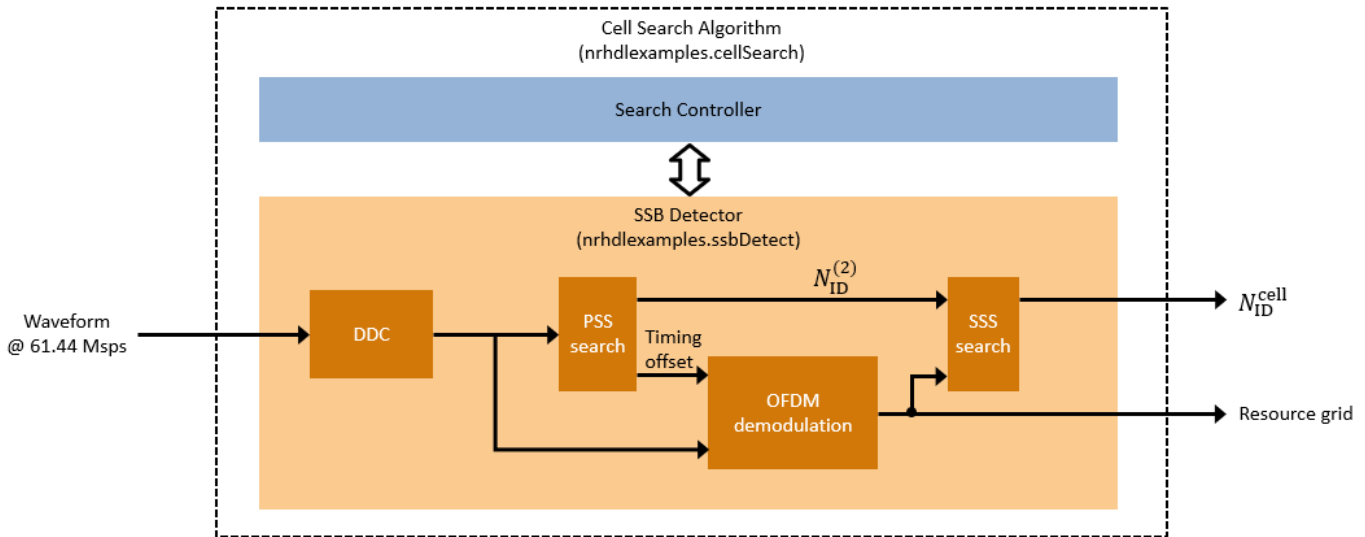 Cell Search Algorithm
(nrhdlexamples.cellSearch)
Search Controller
SSB Detector
(nrhdlexamples.ssbDetect)
Waveform
@ 61.44 Msps
DDC
PSS
search
N_ID^(2)
Timing
offset
OFDM
demodulation
SSS
search
N_ID^cell
Resource grid